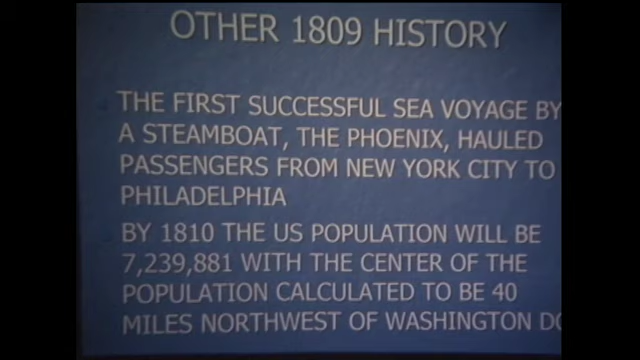 OTHER 1809 HISTORY
THE FIRST SUCCESSFUL SEA VOYAGE BY
A STEAMBOAT, THE PHOENIX, HAULED
PASSENGERS FROM NEW YORK CITY TO
PHILADELPHIA
BY 1810 THE US POPULATION WILL BE
7,239,881 WITH THE CENTER OF THE
POPULATION CALCULATED TO BE 40
MILES NORTHWEST OF WASHINGTON DC